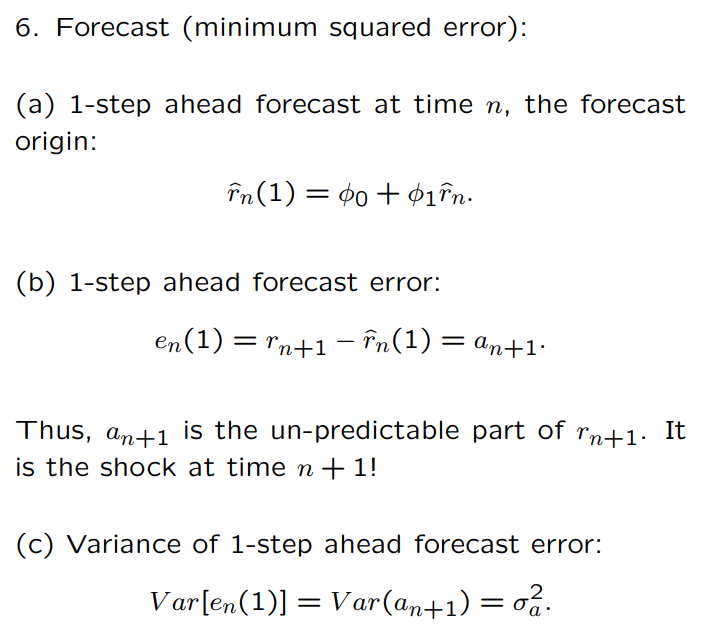 6. Forecast (minimum squared error):
(a) 1-step ahead forecast at time n, the forecast
origin:
r̂ₙ(1) = ϕ₀ + ϕ₁r̂ₙ.
(b) 1-step ahead forecast error:
eₙ(1) = rₙ₊₁ − r̂ₙ(1) = aₙ₊₁.
Thus, aₙ₊₁ is the un-predictable part of rₙ₊₁. It
is the shock at time n + 1!
(c) Variance of 1-step ahead forecast error:
Var[eₙ(1)] = Var(aₙ₊₁) = σ²ₐ.